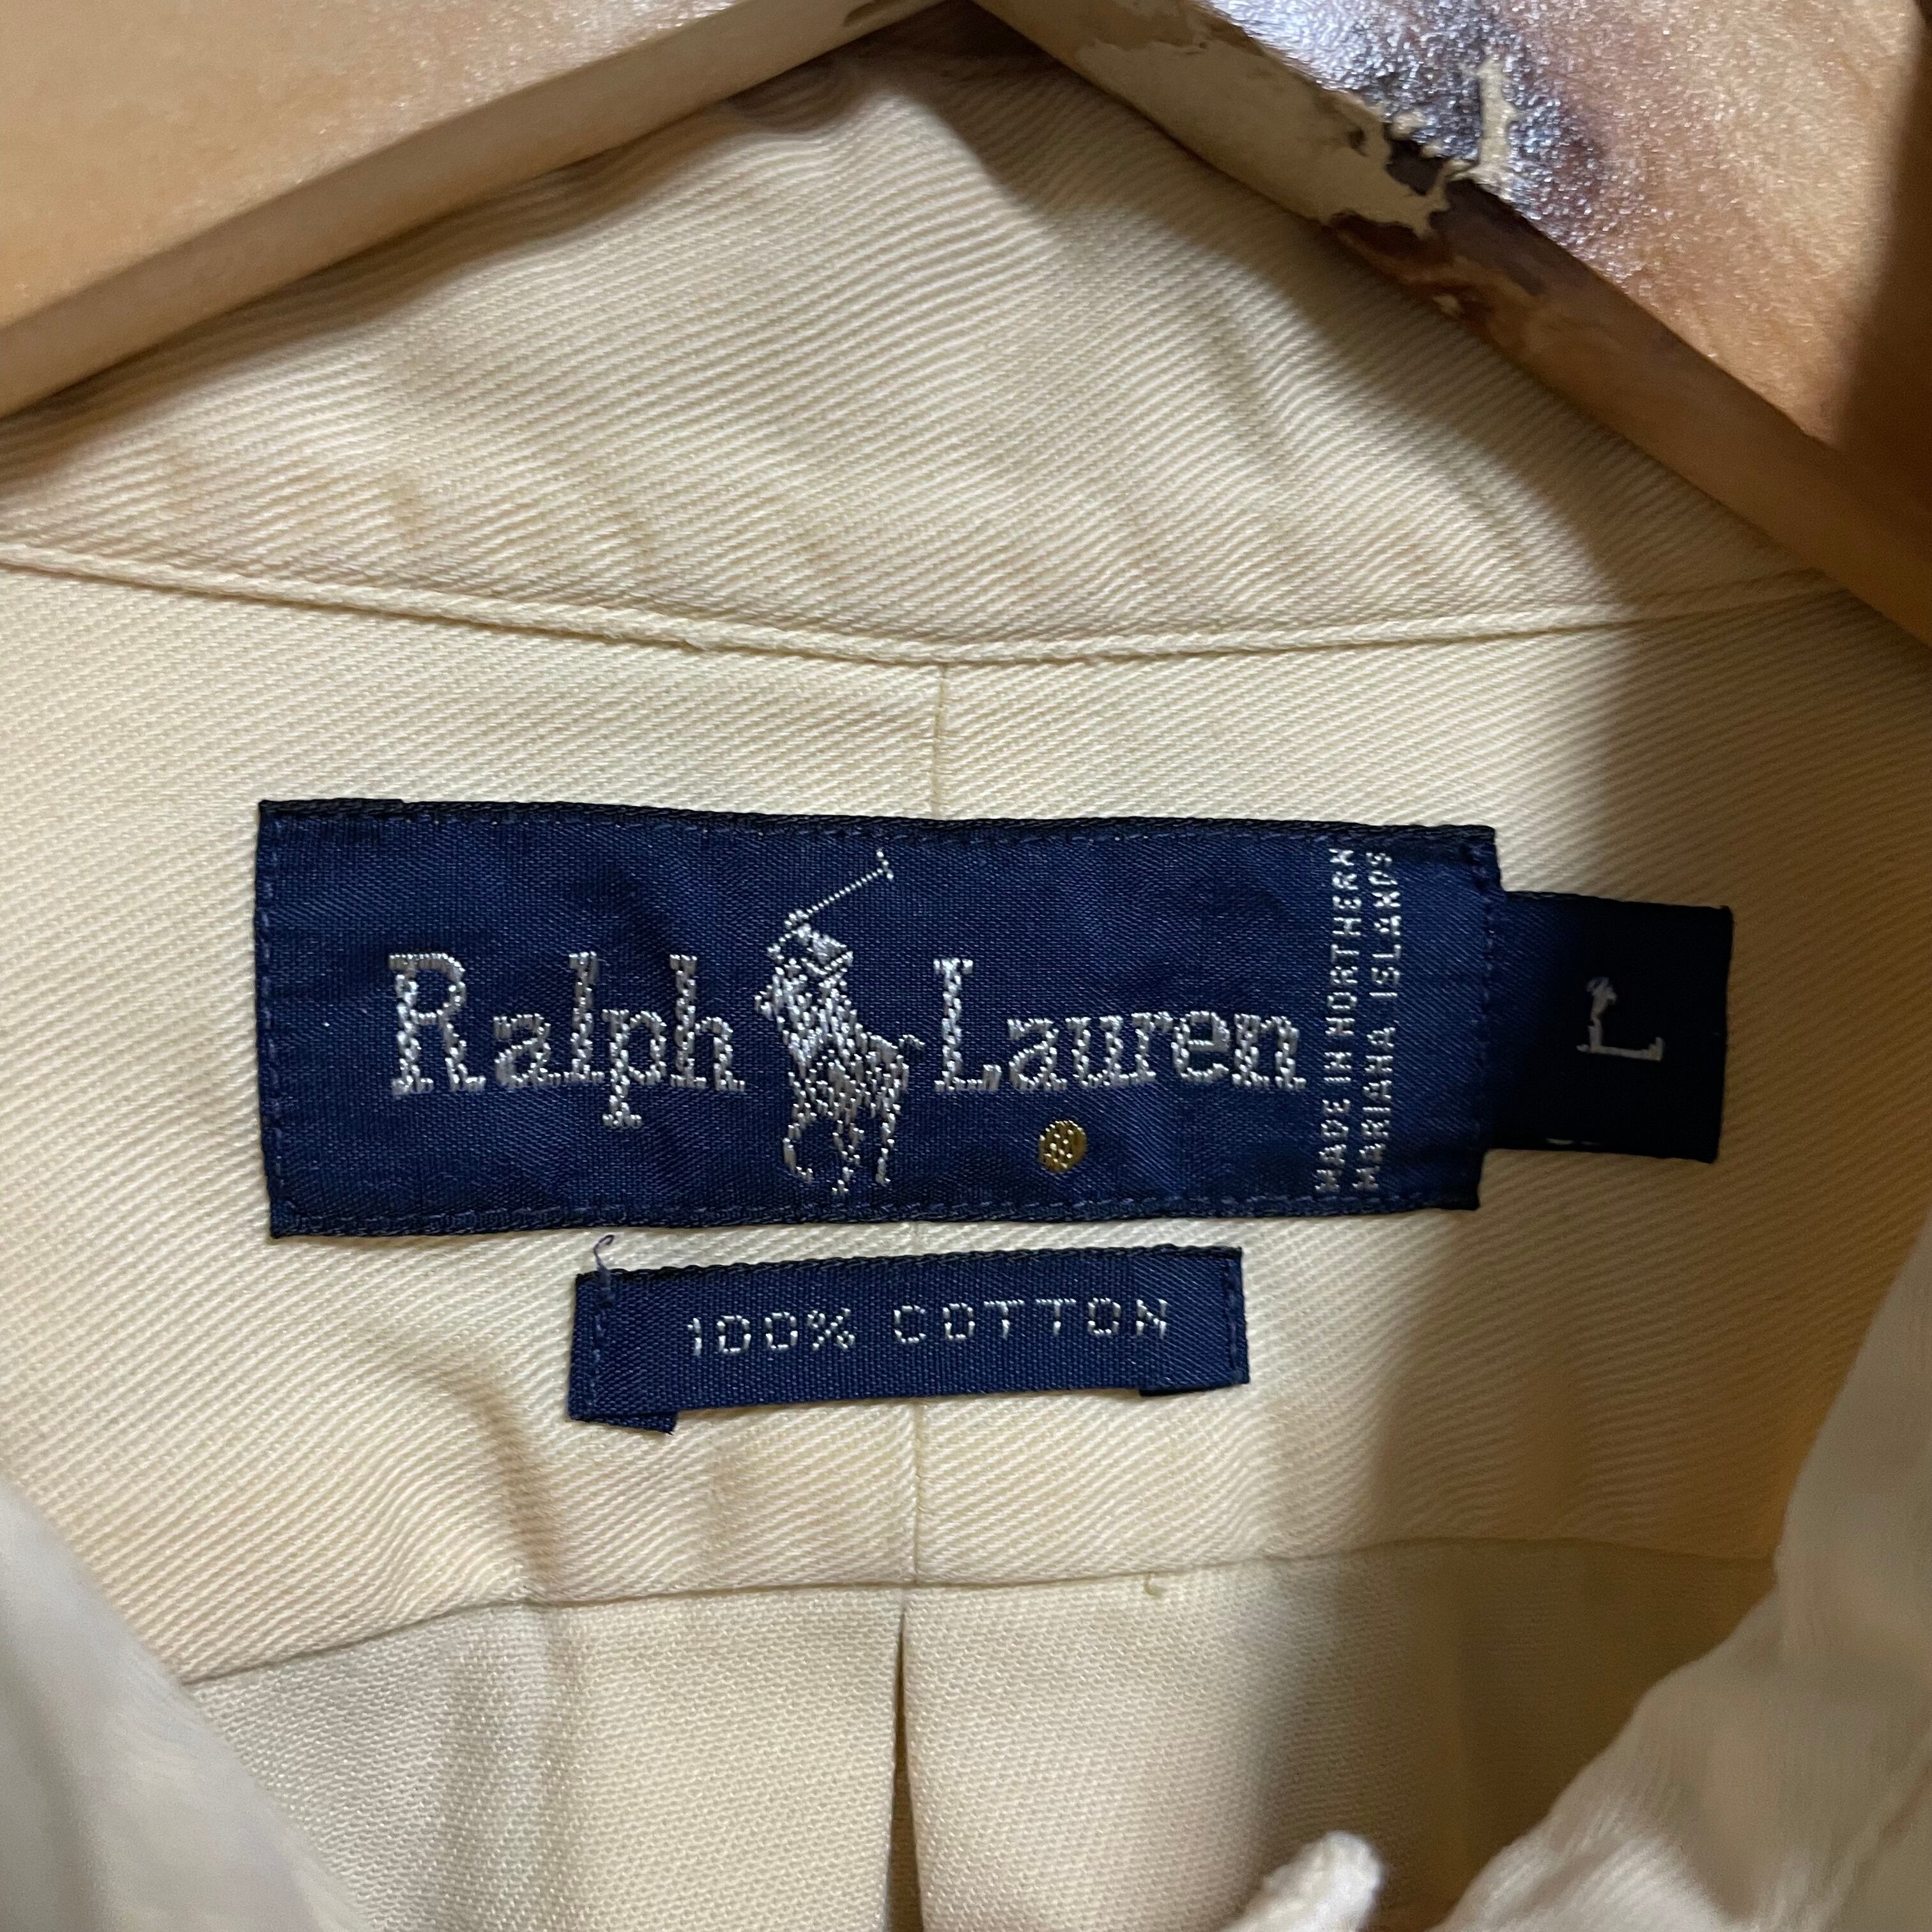 Ralph Lauren
MADE IN NORTHERN
MARIANA ISLANDS
L
100% COTTON